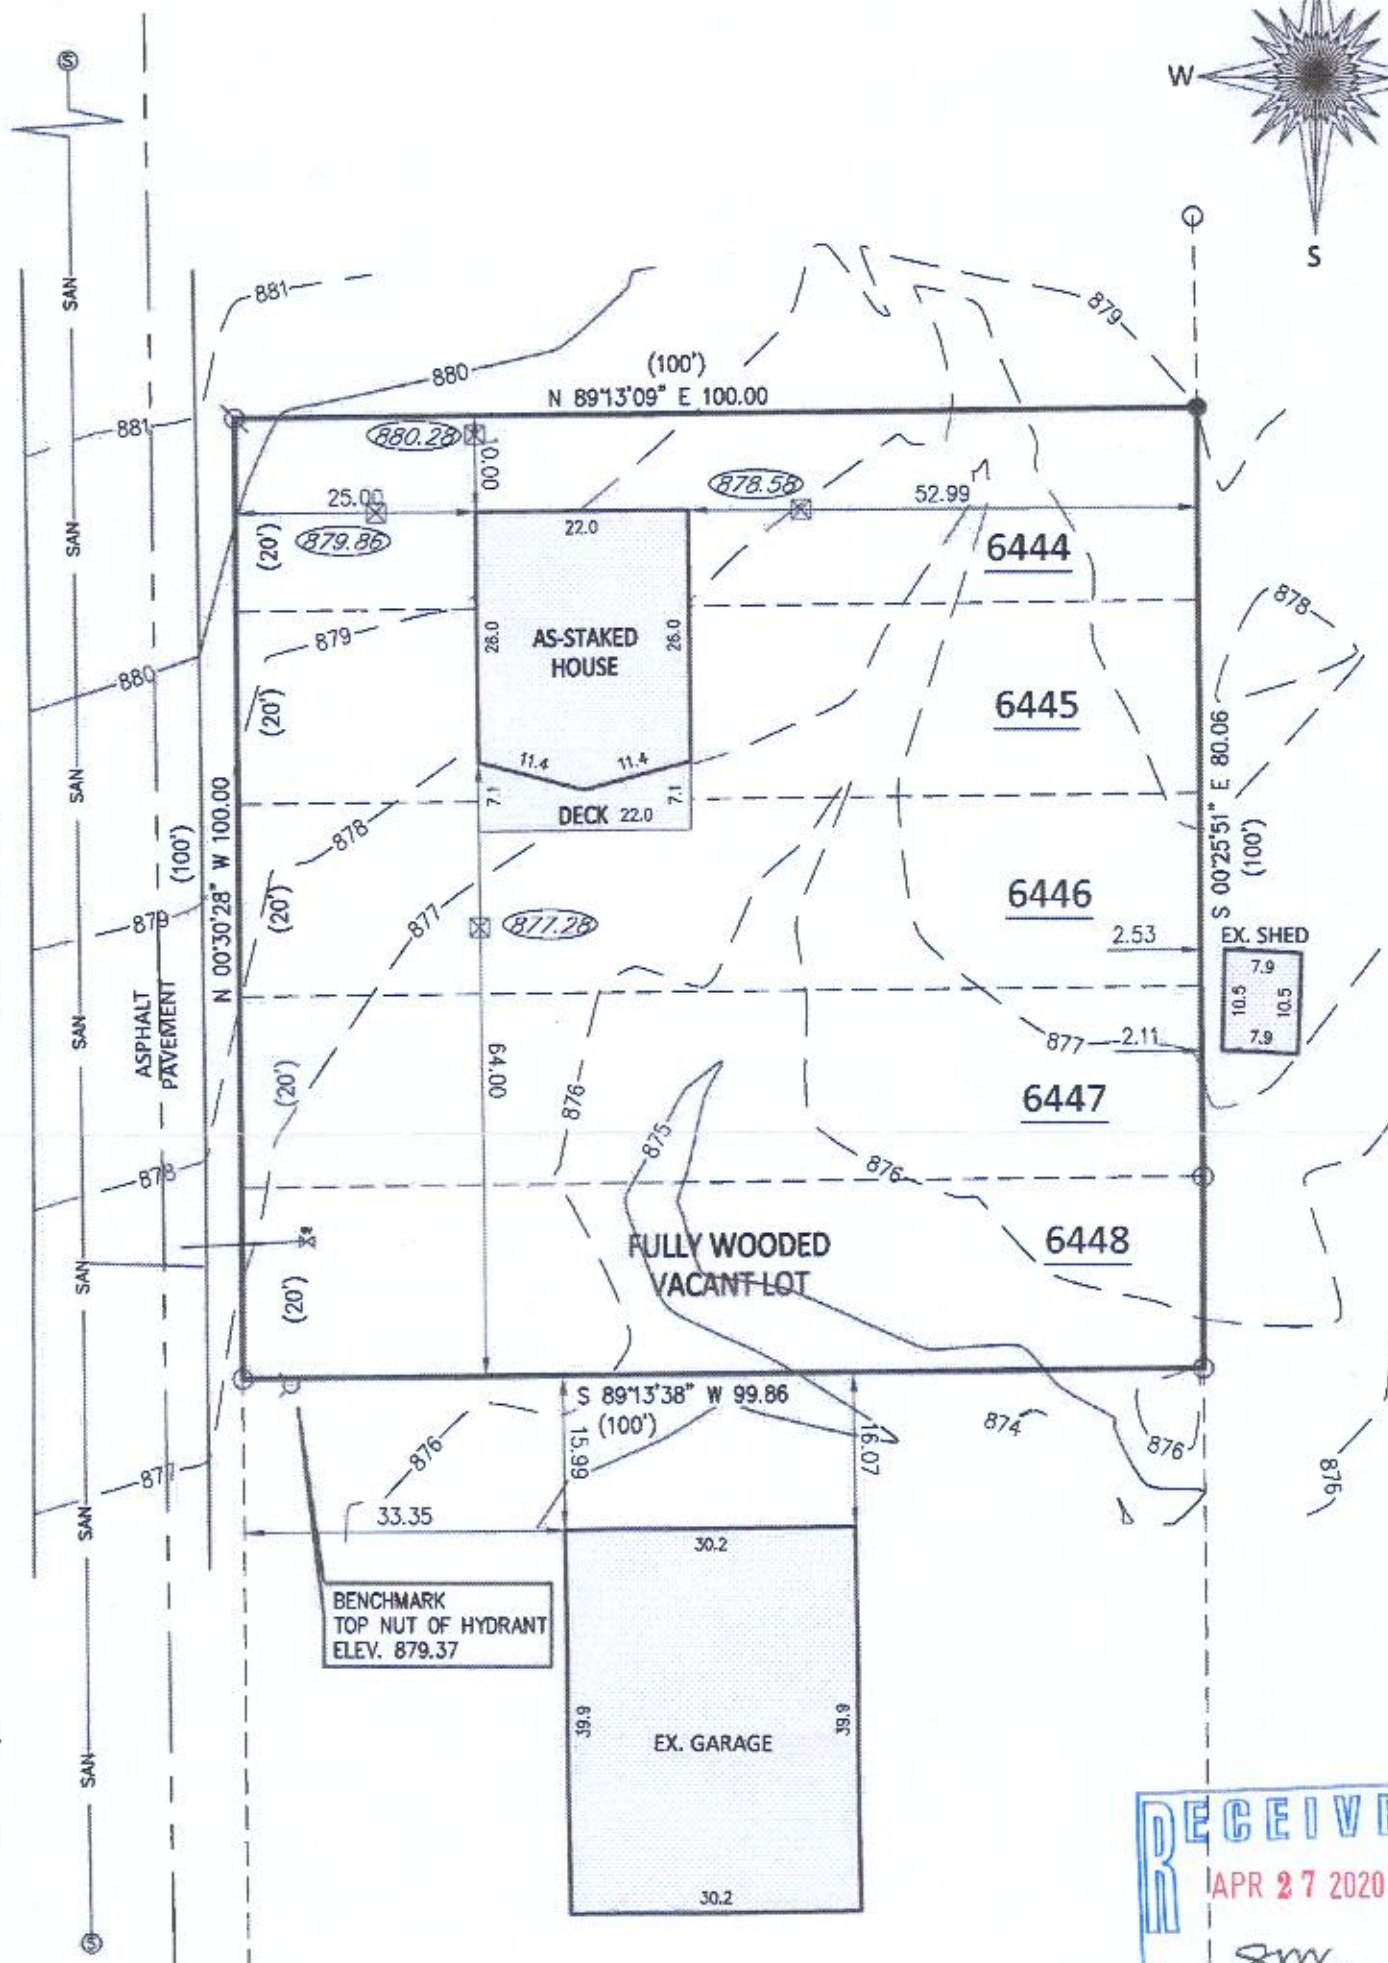 W
S
SAN
881
880
(100')
N 89°13'09" E 100.00
879
881
880.28
10.00
878.58
25.00
52.99
879.86
22.0
(20')
6444
SAN
878
879
26.0
AS-STAKED
HOUSE
26.0
880
(20')
6445
S 00°25'51" E 80.06
(100')
11.4
11.4
7.1
7.1
DECK 22.0
SAN
N 00°30'28" W 100.00
(100')
878
6446
879
(20')
877
877.28
2.53
EX. SHED
7.9
10.5
10.5
7.9
ASPHALT
PAVEMENT
SAN
877
2.11
64.00
(20')
876
875
6447
878
876
FULLY WOODED
VACANT LOT
6448
SAN
(20')
S 89°13'38" W 99.86
(100')
15.99
16.07
874
876
876
876
877
33.35
SAN
30.2
BENCHMARK
TOP NUT OF HYDRANT
ELEV. 879.37
39.9
39.9
EX. GARAGE
SAN
30.2
RECEIVE
APR 27 2020
S
S